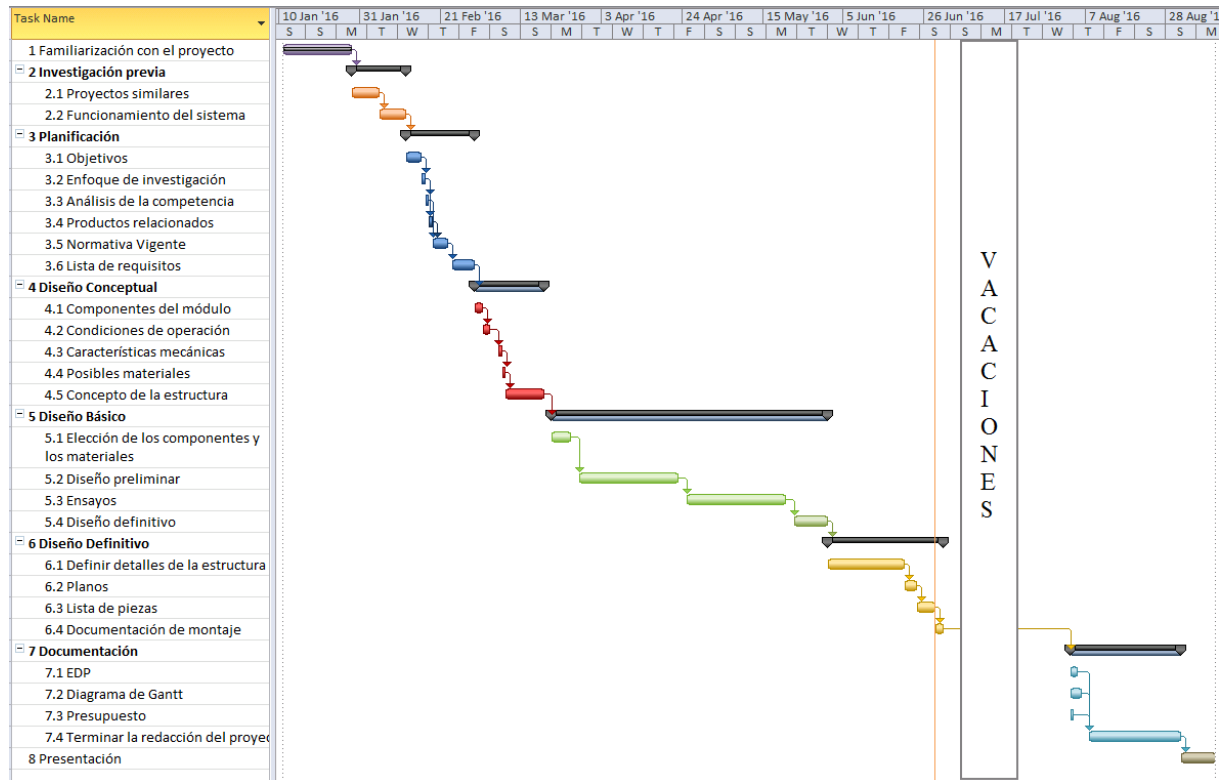 Task Name
10 Jan '16 31 Jan '16 21 Feb '16 13 Mar '16 3 Apr '16 24 Apr '16 15 May '16 5 Jun '16 26 Jun '16 17 Jul '16 7 Aug '16 28 Aug '1
S S M T W T F S S M T W T F S S M T W T F S S M T W T F S S M
1 Familiarización con el proyecto
2 Investigación previa
2.1 Proyectos similares
2.2 Funcionamiento del sistema
3 Planificación
3.1 Objetivos
3.2 Enfoque de investigación
3.3 Análisis de la competencia
3.4 Productos relacionados
3.5 Normativa Vigente
3.6 Lista de requisitos
4 Diseño Conceptual
4.1 Componentes del módulo
4.2 Condiciones de operación
4.3 Características mecánicas
4.4 Posibles materiales
4.5 Concepto de la estructura
5 Diseño Básico
5.1 Elección de los componentes y
los materiales
5.2 Diseño preliminar
5.3 Ensayos
5.4 Diseño definitivo
6 Diseño Definitivo
6.1 Definir detalles de la estructura
6.2 Planos
6.3 Lista de piezas
6.4 Documentación de montaje
7 Documentación
7.1 EDP
7.2 Diagrama de Gantt
7.3 Presupuesto
7.4 Terminar la redacción del proyec
8 Presentación
VACACIONES